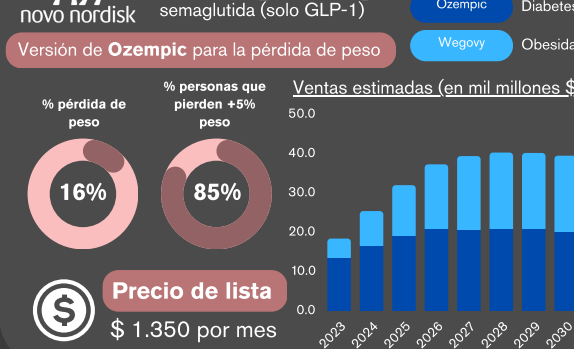 novo nordisk
semaglutida (solo GLP-1)
Ozempic
Diabetes
Wegovy
Obesida
Versión de Ozempic para la pérdida de peso
% pérdida de
peso
% personas que
pierden +5%
peso
16%
85%
Precio de lista
$
$ 1.350 por mes
Ventas estimadas (en mil millones $
50.0
40.0
30.0
20.0
10.0
0.0
2023
2024
2025
2026
2027
2028
2029
2030